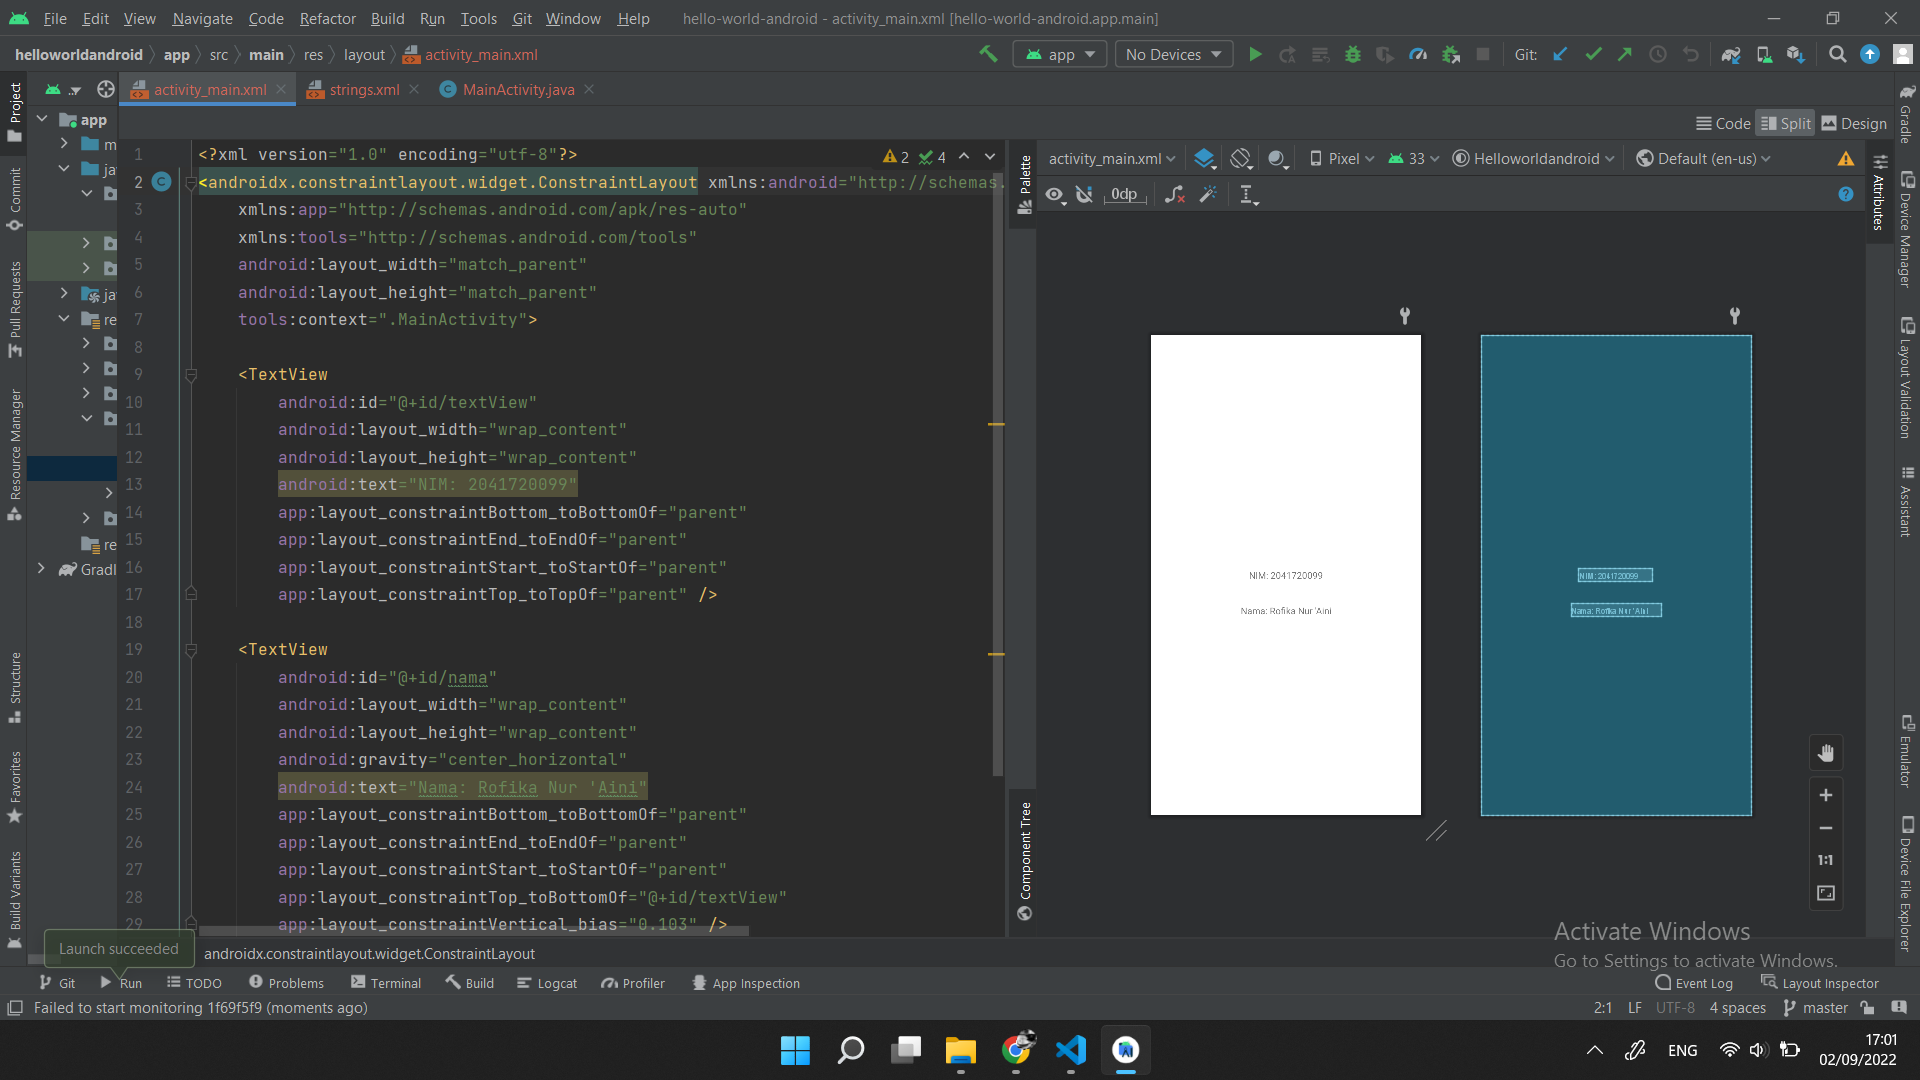 File Edit View Navigate Code Refactor Build Run Tools Git Window Help hello-world-android - activity_main.xml [hello-world-android.app.main]
helloworldandroid app src main res layout activity_main.xml
app No Devices Git:
activity_main.xml strings.xml MainActivity.java
Code Split Design
Project
Commit
Pull Requests
Resource Manager
Structure
Favorites
Build Variants
app
m
ja
ja
re
re
Gradl
1 <?xml version="1.0" encoding="utf-8"?>
2 4
2 <androidx.constraintlayout.widget.ConstraintLayout xmlns:android="http://schemas.
3 xmlns:app="http://schemas.android.com/apk/res-auto"
4 xmlns:tools="http://schemas.android.com/tools"
5 android:layout_width="match_parent"
6 android:layout_height="match_parent"
7 tools:context=".MainActivity">
8
9 <TextView
10 android:id="@+id/textView"
11 android:layout_width="wrap_content"
12 android:layout_height="wrap_content"
13 android:text="NIM: 2041720099"
14 app:layout_constraintBottom_toBottomOf="parent"
15 app:layout_constraintEnd_toEndOf="parent"
16 app:layout_constraintStart_toStartOf="parent"
17 app:layout_constraintTop_toTopOf="parent" />
18
19 <TextView
20 android:id="@+id/nama"
21 android:layout_width="wrap_content"
22 android:layout_height="wrap_content"
23 android:gravity="center_horizontal"
24 android:text="Nama: Rofika Nur 'Aini"
25 app:layout_constraintBottom_toBottomOf="parent"
26 app:layout_constraintEnd_toEndOf="parent"
27 app:layout_constraintStart_toStartOf="parent"
28 app:layout_constraintTop_toBottomOf="@+id/textView"
29 app:layout_constraintVertical_bias="0.103" />
androidx.constraintlayout.widget.ConstraintLayout
Palette
Component Tree
activity_main.xml Pixel 33 Helloworldandroid Default (en-us)
0dp
NIM: 2041720099
Nama: Rofika Nur 'Aini
NIM: 2041720099
Nama: Rofika Nur 'Aini
1:1
Attributes
Gradle
Device Manager
Layout Validation
Assistant
Emulator
Device File Explorer
Activate Windows
Go to Settings to activate Windows.
Launch succeeded
Git Run TODO Problems Terminal Build Logcat Profiler App Inspection Event Log Layout Inspector
Failed to start monitoring 1f69f5f9 (moments ago) 2:1 LF UTF-8 4 spaces master
ENG 17:01
02/09/2022